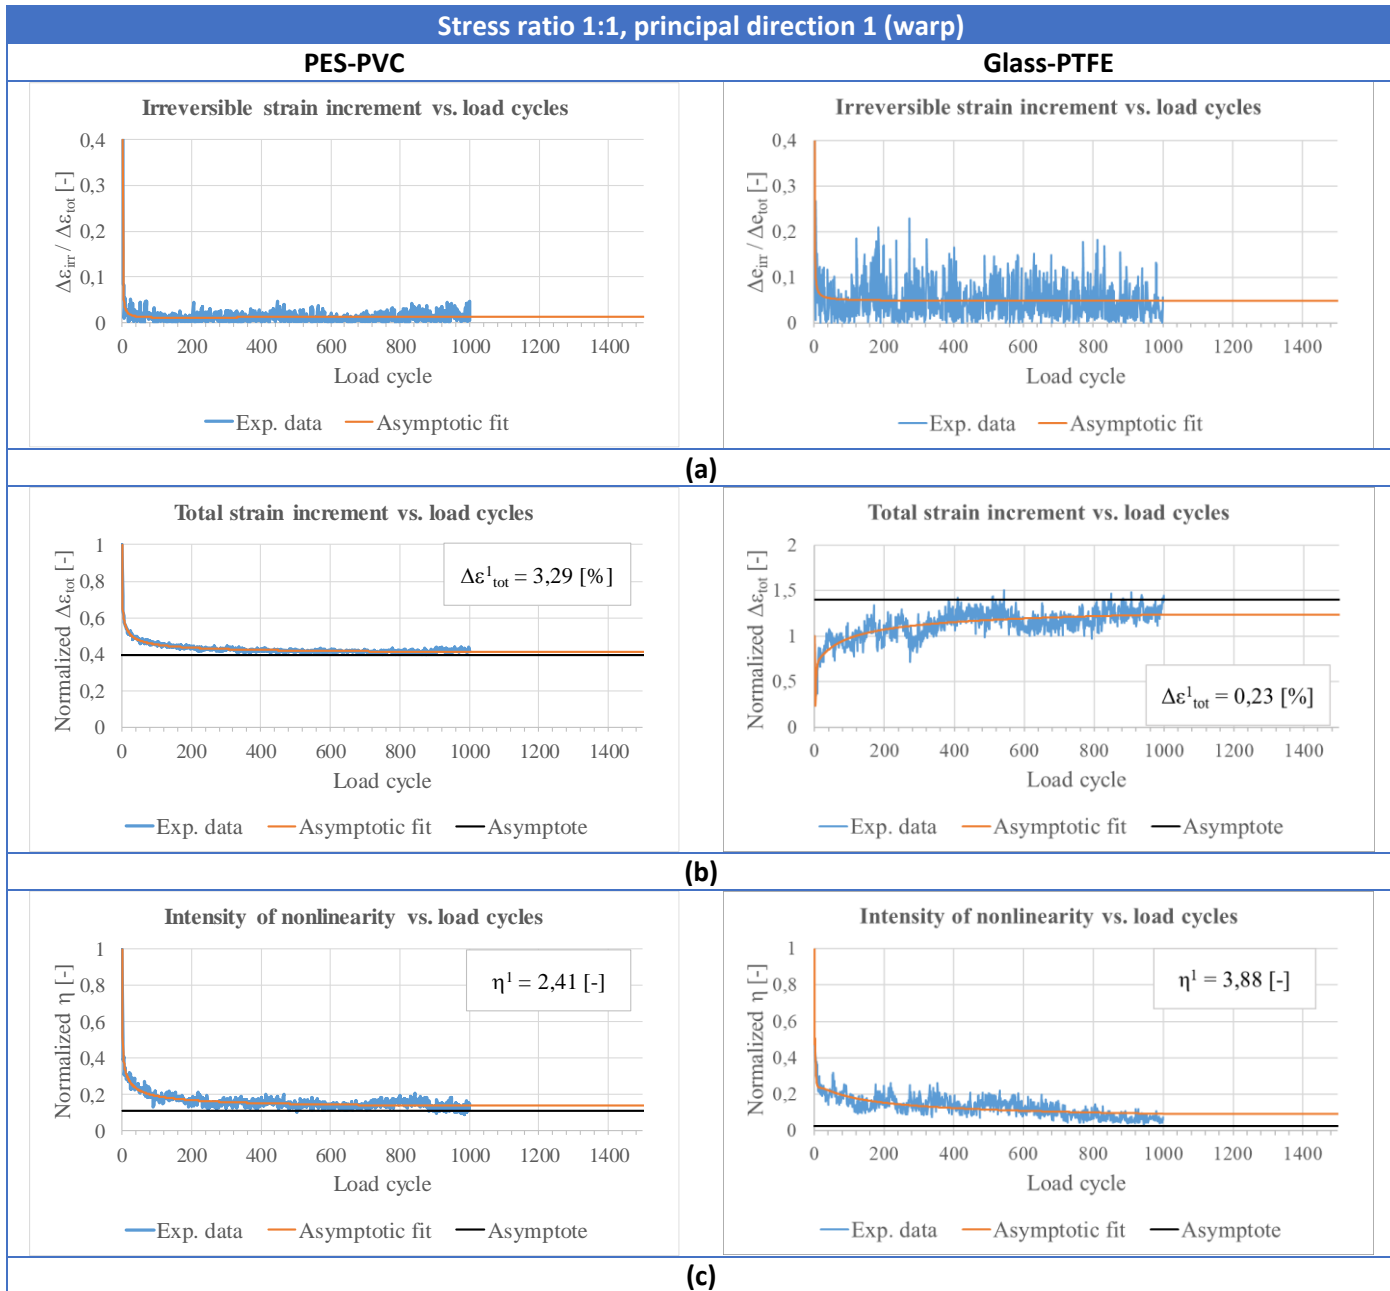 Stress ratio 1:1, principal direction 1 (warp)
PES-PVC
Glass-PTFE
Irreversible strain increment vs. load cycles
Δε_irr / Δε_tot [-]
0,4
0,3
0,2
0,1
0
0 200 400 600 800 1000 1200 1400
Load cycle
Exp. data Asymptotic fit
Irreversible strain increment vs. load cycles
Δe_irr / Δe_tot [-]
0,4
0,3
0,2
0,1
0
0 200 400 600 800 1000 1200 1400
Load cycle
Exp. data Asymptotic fit
(a)
Total strain increment vs. load cycles
Normalized Δε_tot [-]
1
0,8
0,6
0,4
0,2
0
Δε¹_tot = 3,29 [%]
0 200 400 600 800 1000 1200 1400
Load cycle
Exp. data Asymptotic fit Asymptote
Total strain increment vs. load cycles
Normalized Δε_tot [-]
2
1,5
1
0,5
0
Δε¹_tot = 0,23 [%]
0 200 400 600 800 1000 1200 1400
Load cycle
Exp. data Asymptotic fit Asymptote
(b)
Intensity of nonlinearity vs. load cycles
Normalized η [-]
1
0,8
0,6
0,4
0,2
0
η¹ = 2,41 [-]
0 200 400 600 800 1000 1200 1400
Load cycle
Exp. data Asymptotic fit Asymptote
Intensity of nonlinearity vs. load cycles
Normalized η [-]
1
0,8
0,6
0,4
0,2
0
η¹ = 3,88 [-]
0 200 400 600 800 1000 1200 1400
Load cycle
Exp. data Asymptotic fit Asymptote
(c)